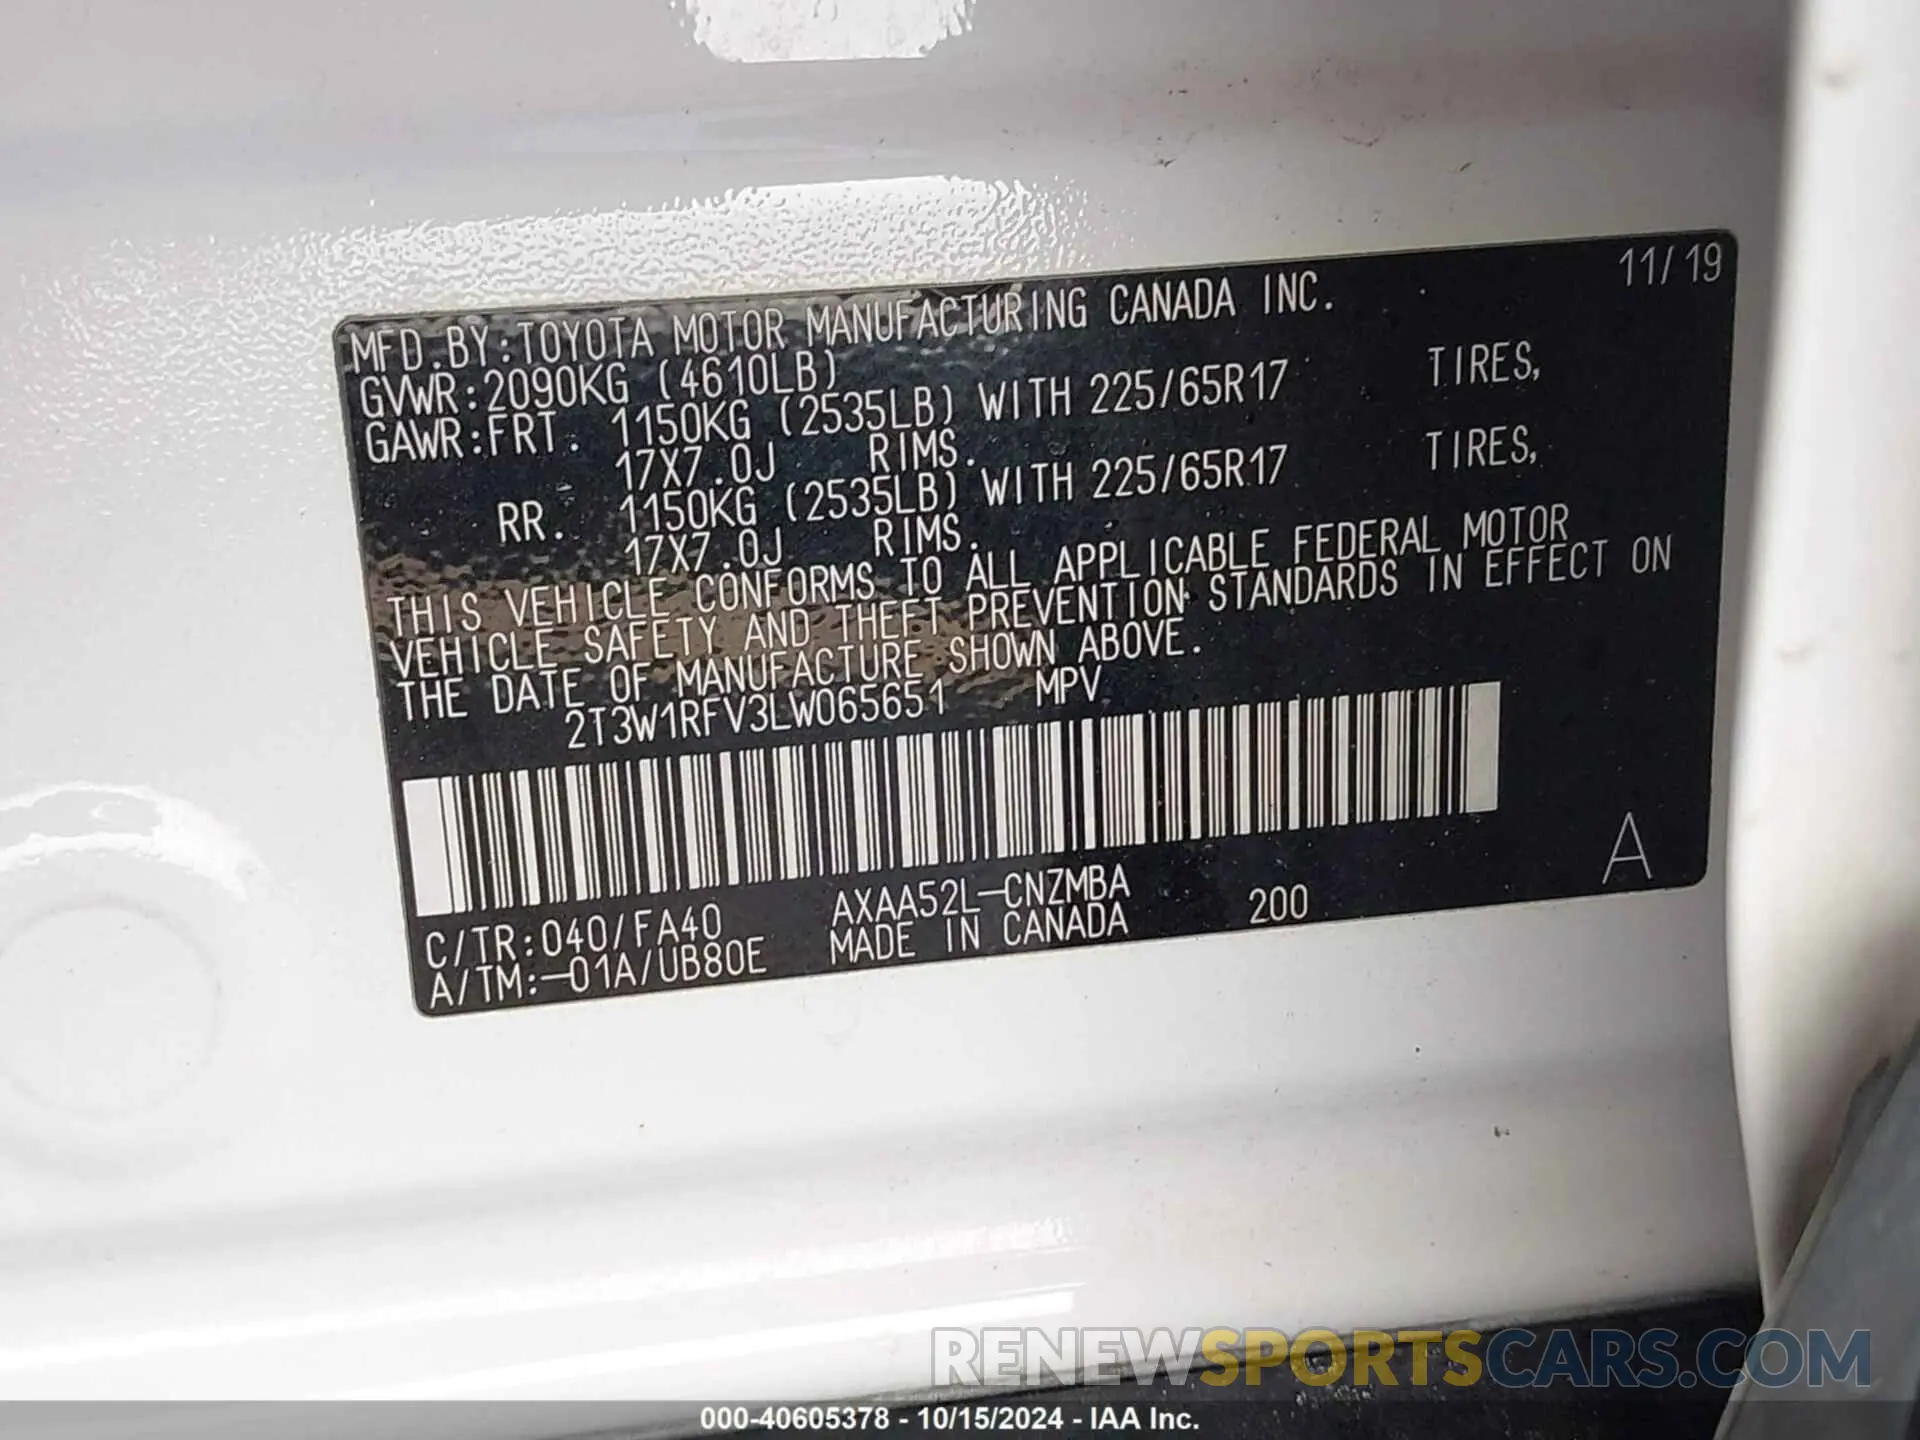 11/19
MFD.BY:TOYOTA MOTOR MANUFACTURING CANADA INC.
GVWR:2090KG (4610LB)
GAWR:FRT. 1150KG (2535LB) WITH 225/65R17 TIRES,
17X7.0J RIMS.
RR. 1150KG (2535LB) WITH 225/65R17 TIRES,
17X7.0J RIMS.
THIS VEHICLE CONFORMS TO ALL APPLICABLE FEDERAL MOTOR
VEHICLE SAFETY AND THEFT PREVENTION STANDARDS IN EFFECT ON
THE DATE OF MANUFACTURE SHOWN ABOVE.
2T3W1RFV3LW065651 MPV
A
C/TR:040/FA40 AXAA52L-CNZMBA 200
A/TM:-01A/UB80E MADE IN CANADA
RENEWSPORTSCARS.COM
000-40605378 - 10/15/2024 - IAA Inc.